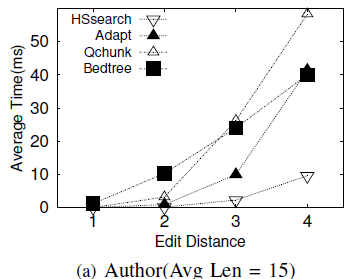 HSsearch
Adapt
Qchunk
Bedtree
Average Time(ms)
50
40
30
20
10
0
1 2 3 4
Edit Distance
(a) Author(Avg Len = 15)